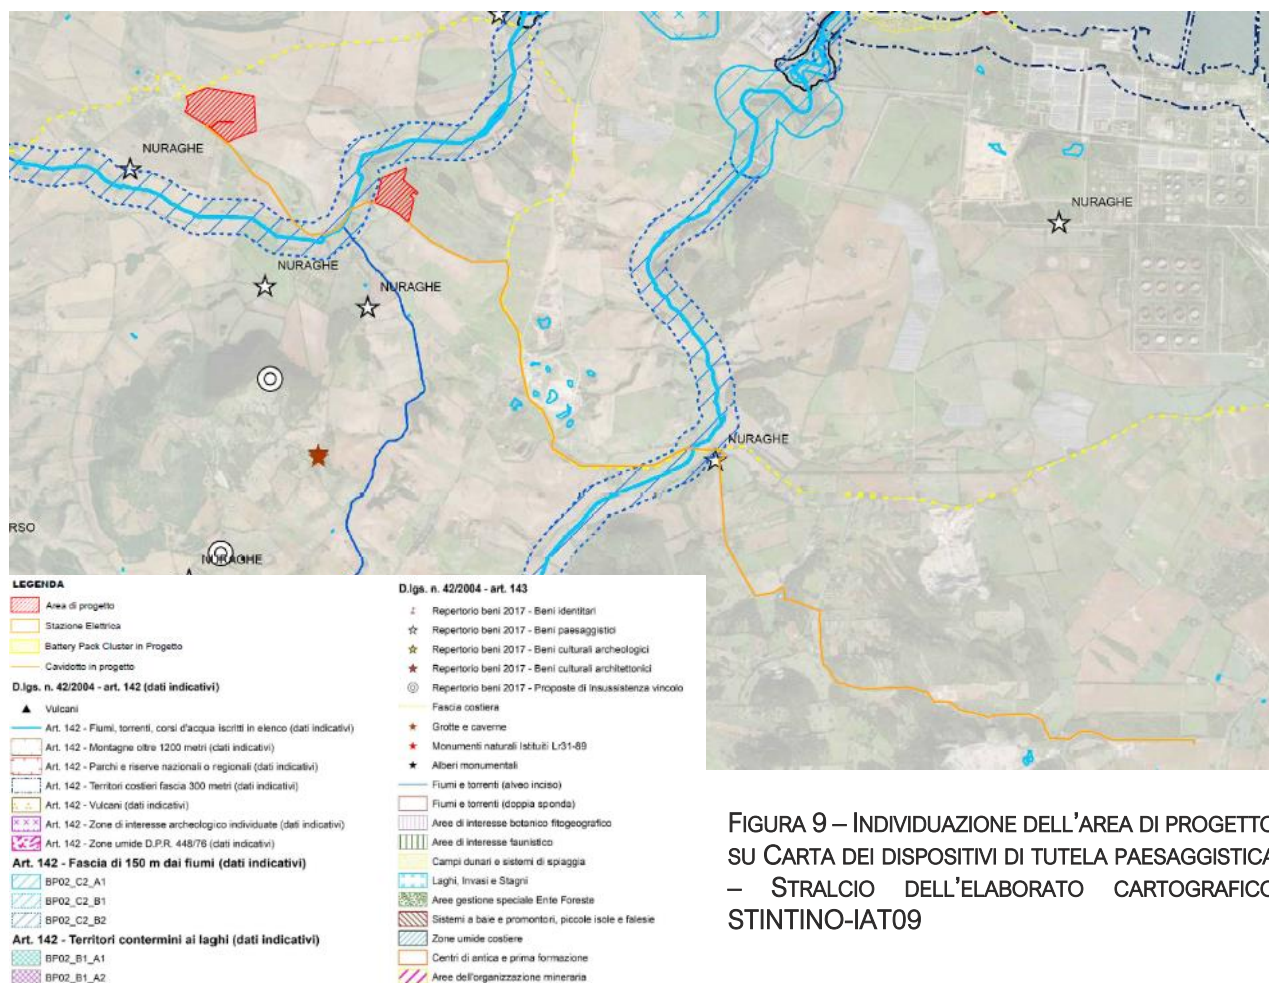 NURAGHE
NURAGHE
NURAGHE
NURAGHE
NURAGHE
RSO
NURAGHE
LEGENDA
Area di progetto
Stazione Elettrica
Battery Pack Cluster in Progetto
Cavidotto in progetto
D.lgs. n. 42/2004 - art. 142 (dati indicativi)
Vulcani
Art. 142 - Fiumi, torrenti, corsi d'acqua iscritti in elenco (dati indicativi)
Art. 142 - Montagne oltre 1200 metri (dati indicativi)
Art. 142 - Parchi e riserve nazionali o regionali (dati indicativi)
Art. 142 - Territori costieri fascia 300 metri (dati indicativi)
Art. 142 - Vulcani (dati indicativi)
Art. 142 - Zone di interesse archeologico individuate (dati indicativi)
Art. 142 - Zone umide D.P.R. 448/76 (dati indicativi)
Art. 142 - Fascia di 150 m dai fiumi (dati indicativi)
BP02_C2_A1
BP02_C2_B1
BP02_C2_B2
Art. 142 - Territori contermini ai laghi (dati indicativi)
BP02_B1_A1
BP02_B1_A2
D.lgs. n. 42/2004 - art. 143
Repertorio beni 2017 - Beni identitari
Repertorio beni 2017 - Beni paesaggistici
Repertorio beni 2017 - Beni culturali archeologici
Repertorio beni 2017 - Beni culturali architettonici
Repertorio beni 2017 - Proposte di insussistenza vincolo
Fascia costiera
Grotte e caverne
Monumenti naturali Istituiti Lr31-89
Alberi monumentali
Fiumi e torrenti (alveo inciso)
Fiumi e torrenti (doppia sponda)
Aree di interesse botanico fitogeografico
Aree di interesse faunistico
Campi dunari e sistemi di spiaggia
Laghi, Invasi e Stagni
Aree gestione speciale Ente Foreste
Sistemi a baie e promontori, piccole isole e falesie
Zone umide costiere
Centri di antica e prima formazione
Aree dell'organizzazione mineraria
FIGURA 9 – INDIVIDUAZIONE DELL'AREA DI PROGETTO
SU CARTA DEI DISPOSITIVI DI TUTELA PAESAGGISTICA
– STRALCIO DELL'ELABORATO CARTOGRAFICO
STINTINO-IAT09